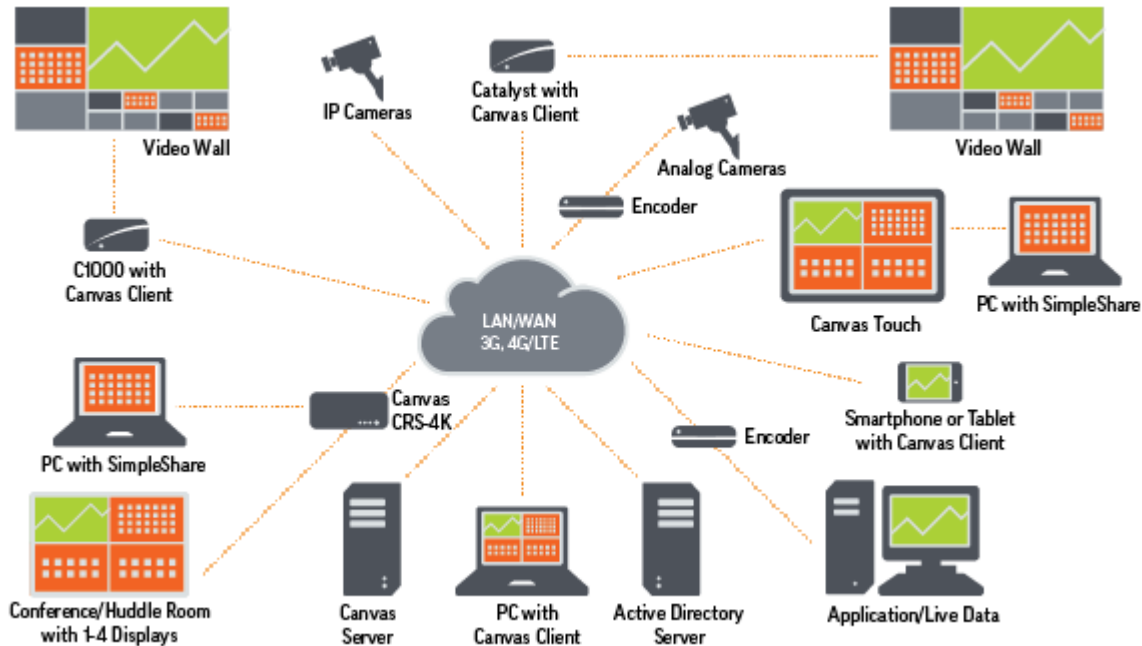 Video Wall
IP Cameras
Catalyst with
Canvas Client
Analog Cameras
Video Wall
Encoder
C1000 with
Canvas Client
LAN/WAN
3G, 4G/LTE
Canvas Touch
PC with SimpleShare
Canvas
CRS-4K
PC with SimpleShare
Encoder
Smartphone or Tablet
with Canvas Client
Conference/Huddle Room
with 1-4 Displays
Canvas
Server
PC with
Canvas Client
Active Directory
Server
Application/Live Data